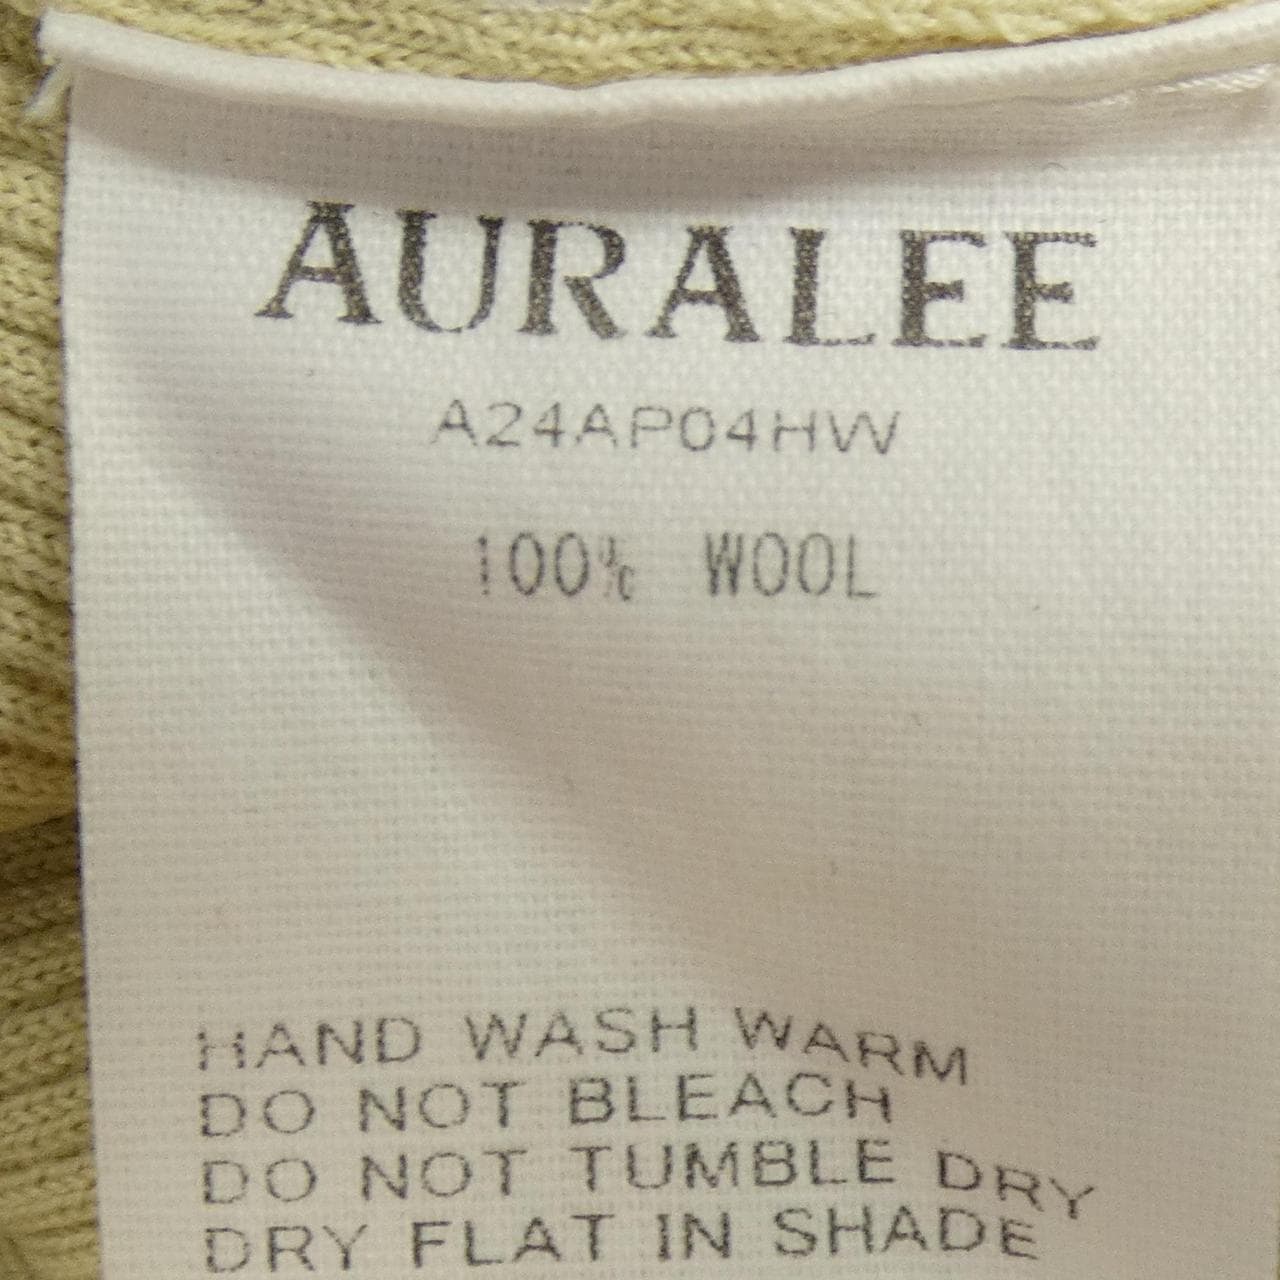 AURALEE
A24AP04HW
100% WOOL
HAND WASH WARM
DO NOT BLEACH
DO NOT TUMBLE DRY
DRY FLAT IN SHADE